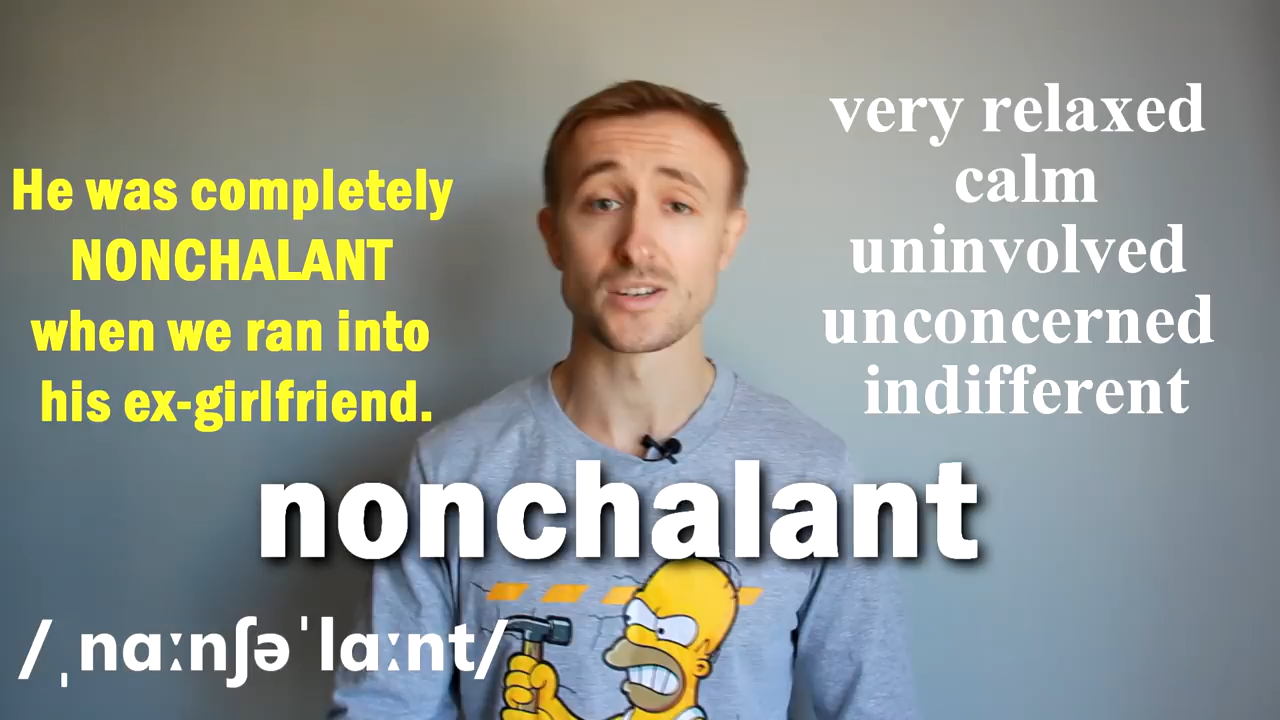 He was completely
NONCHALANT
when we ran into
his ex-girlfriend.
very relaxed
calm
uninvolved
unconcerned
indifferent
nonchalant
/ˌnɑːnʃəˈlɑːnt/